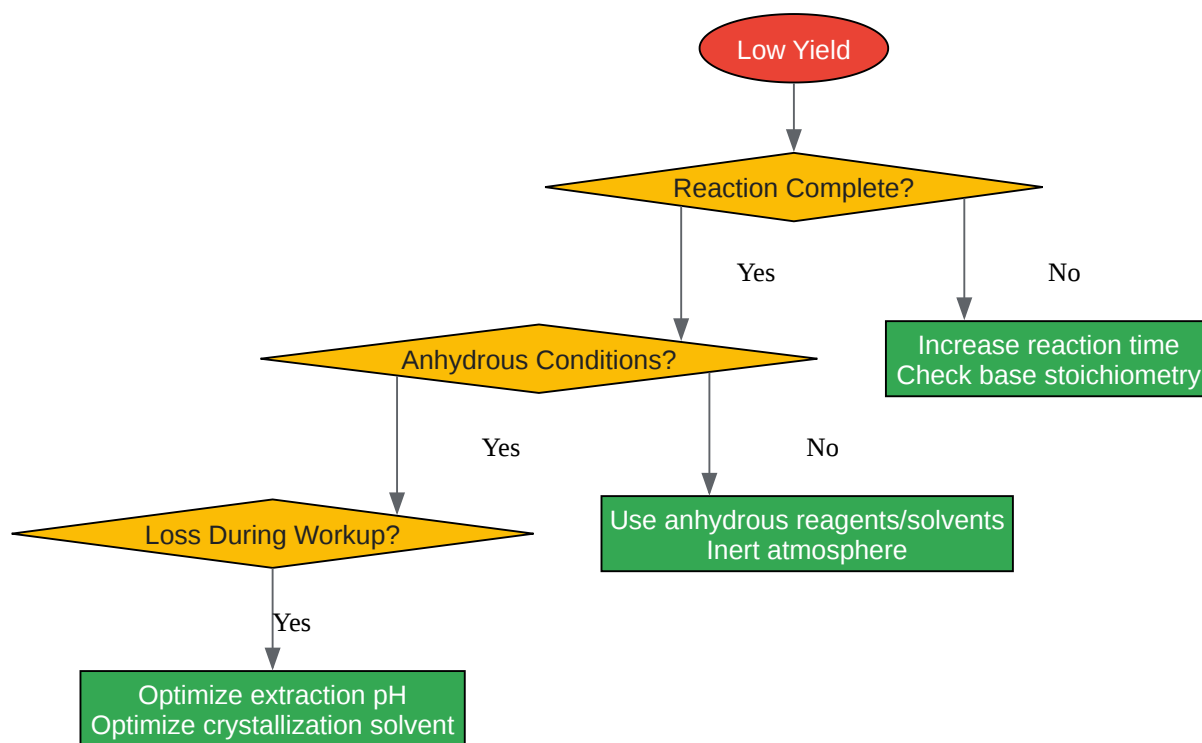 Low Yield
Reaction Complete?
Yes
No
Anhydrous Conditions?
Increase reaction time
Check base stoichiometry
Yes
No
Loss During Workup?
Use anhydrous reagents/solvents
Inert atmosphere
Yes
Optimize extraction pH
Optimize crystallization solvent